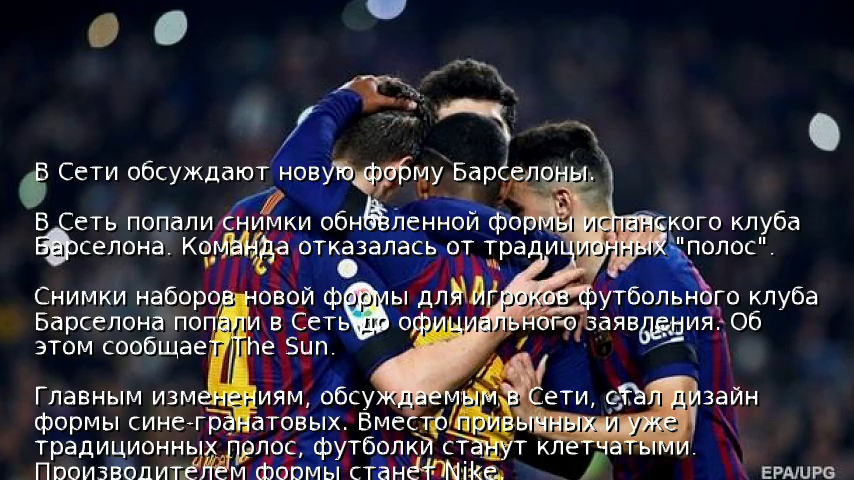 В Сети обсуждают новую форму Барселоны.
В Сеть попали снимки обновленной формы испанского клуба
Барселона. Команда отказалась от традиционных "полос".
Снимки наборов новой формы для игроков футбольного клуба
Барселона попали в Сеть до официального заявления. Об
этом сообщает The Sun.
Главным изменениям, обсуждаемым в Сети, стал дизайн
формы сине-гранатовых. Вместо привычных и уже
традиционных полос, футболки станут клетчатыми.
Производителем формы станет Nike.
4
beko
unicef
EPA/UPG